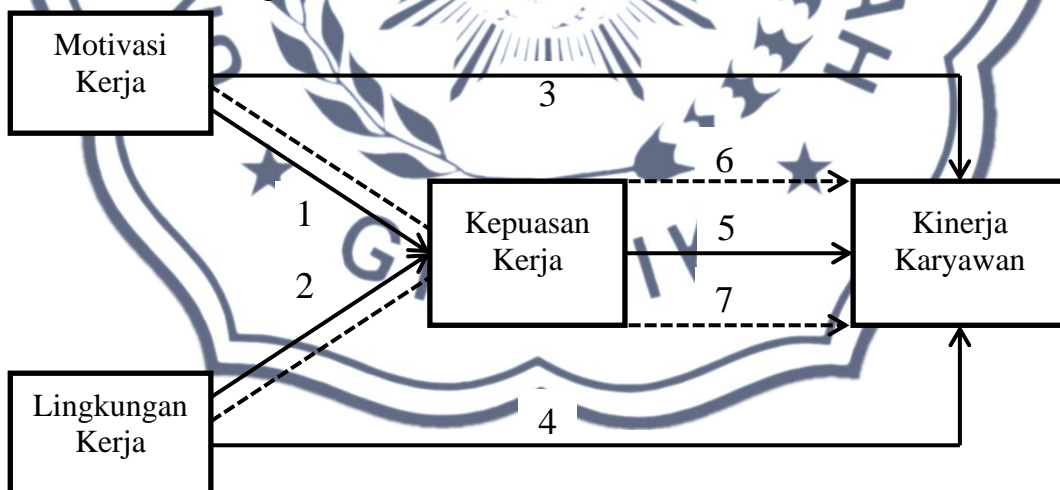 Motivasi
Kerja
3
6
1
Kepuasan
Kerja
5
Kinerja
Karyawan
2
7
Lingkungan
Kerja
4